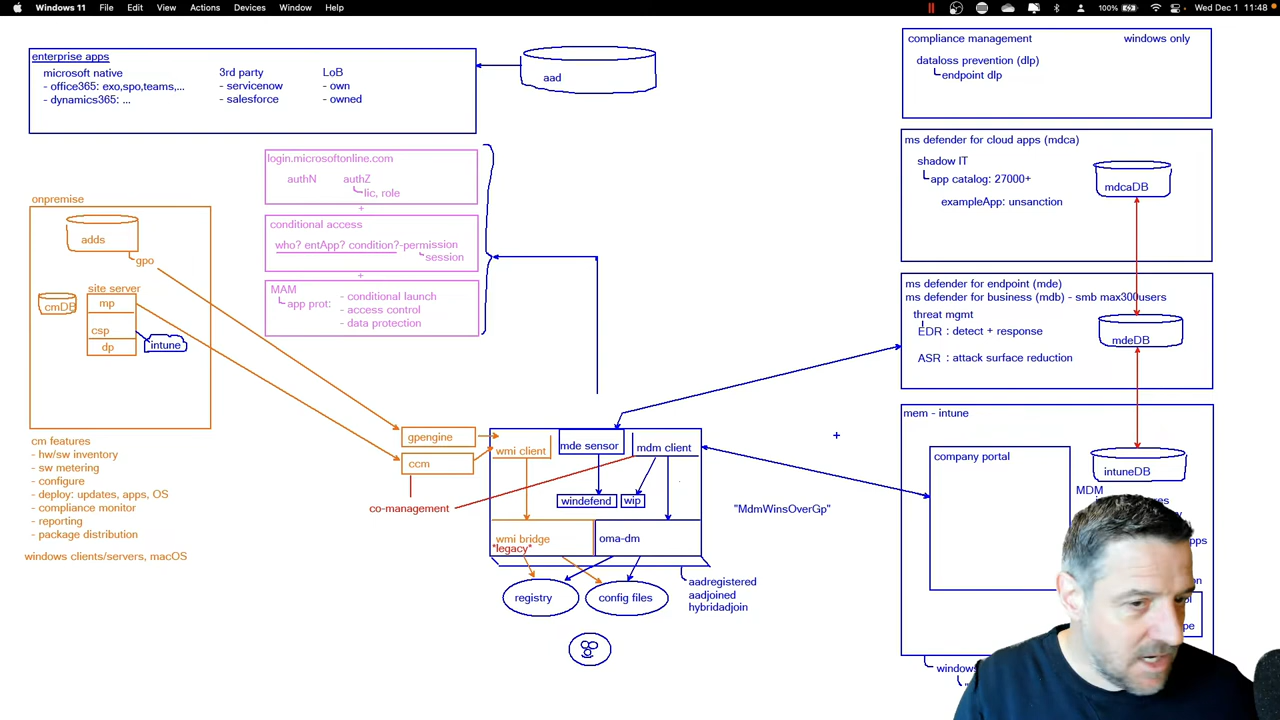 Windows 11 File Edit View Actions Devices Window Help 100% Wed Dec 1 11:48
enterprise apps
microsoft native
- office365: exo,spo,teams,...
- dynamics365: ...
3rd party
- servicenow
- salesforce
LoB
- own
- owned
aad
login.microsoftonline.com
authN authZ
lic, role
+
conditional access
who? entApp? condition?-permission
session
+
MAM
app prot:
- conditional launch
- access control
- data protection
onpremise
adds
gpo
site server
cmDB
mp
csp
dp
intune
cm features
- hw/sw inventory
- sw metering
- configure
- deploy: updates, apps, OS
- compliance monitor
- reporting
- package distribution
windows clients/servers, macOS
gpengine
ccm
co-management
wmi client
mde sensor
mdm client
windefend
wip
wmi bridge
*legacy*
oma-dm
registry
config files
aadregistered
aadjoined
hybridadjoin
"MdmWinsOverGp"
compliance management windows only
dataloss prevention (dlp)
endpoint dlp
ms defender for cloud apps (mdca)
shadow IT
app catalog: 27000+
exampleApp: unsanction
mdcaDB
ms defender for endpoint (mde)
ms defender for business (mdb) - smb max300users
threat mgmt
EDR : detect + response
ASR : attack surface reduction
mdeDB
mem - intune
company portal
intuneDB
MDM
windows